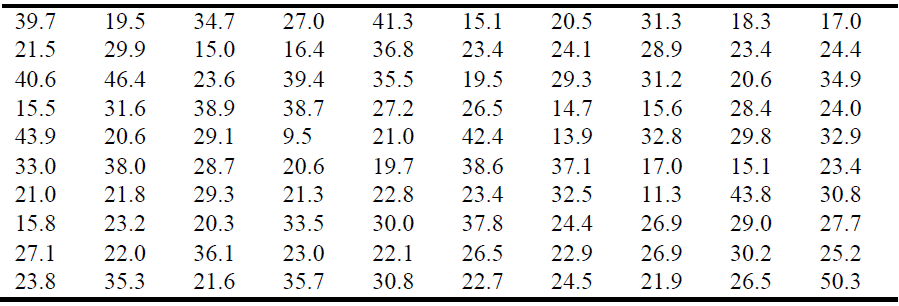 39.7 19.5 34.7 27.0 41.3 15.1 20.5 31.3 18.3 17.0
21.5 29.9 15.0 16.4 36.8 23.4 24.1 28.9 23.4 24.4
40.6 46.4 23.6 39.4 35.5 19.5 29.3 31.2 20.6 34.9
15.5 31.6 38.9 38.7 27.2 26.5 14.7 15.6 28.4 24.0
43.9 20.6 29.1 9.5 21.0 42.4 13.9 32.8 29.8 32.9
33.0 38.0 28.7 20.6 19.7 38.6 37.1 17.0 15.1 23.4
21.0 21.8 29.3 21.3 22.8 23.4 32.5 11.3 43.8 30.8
15.8 23.2 20.3 33.5 30.0 37.8 24.4 26.9 29.0 27.7
27.1 22.0 36.1 23.0 22.1 26.5 22.9 26.9 30.2 25.2
23.8 35.3 21.6 35.7 30.8 22.7 24.5 21.9 26.5 50.3